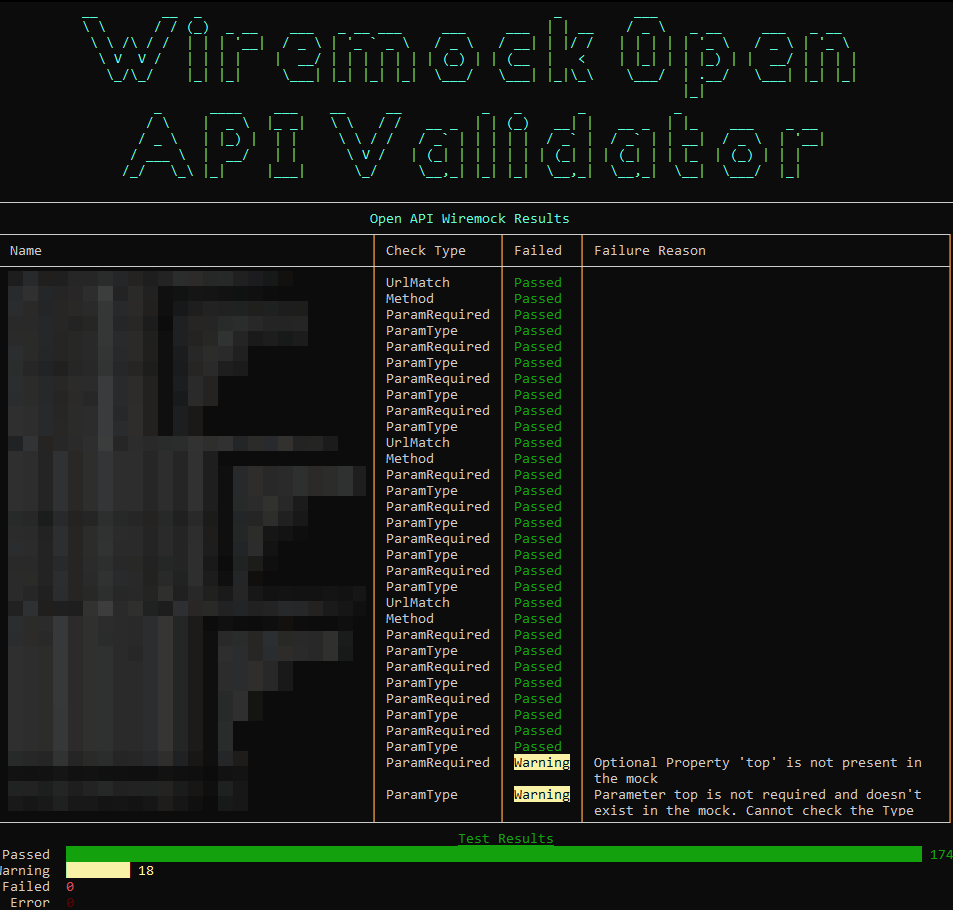 Wiremock Open
API Validator
Open API Wiremock Results
Name Check Type Failed Failure Reason
UrlMatch Passed
Method Passed
ParamRequired Passed
ParamType Passed
ParamRequired Passed
ParamType Passed
ParamRequired Passed
ParamType Passed
ParamRequired Passed
ParamType Passed
UrlMatch Passed
Method Passed
ParamRequired Passed
ParamType Passed
ParamRequired Passed
ParamType Passed
ParamRequired Passed
ParamType Passed
ParamRequired Passed
ParamType Passed
UrlMatch Passed
Method Passed
ParamRequired Passed
ParamType Passed
ParamRequired Passed
ParamType Passed
ParamRequired Passed
ParamType Passed
ParamRequired Passed
ParamType Passed
ParamRequired Warning Optional Property 'top' is not present in
the mock
ParamType Warning Parameter top is not required and doesn't
exist in the mock. Cannot check the Type
Test Results
Passed 174
Warning 18
Failed 0
Error 0